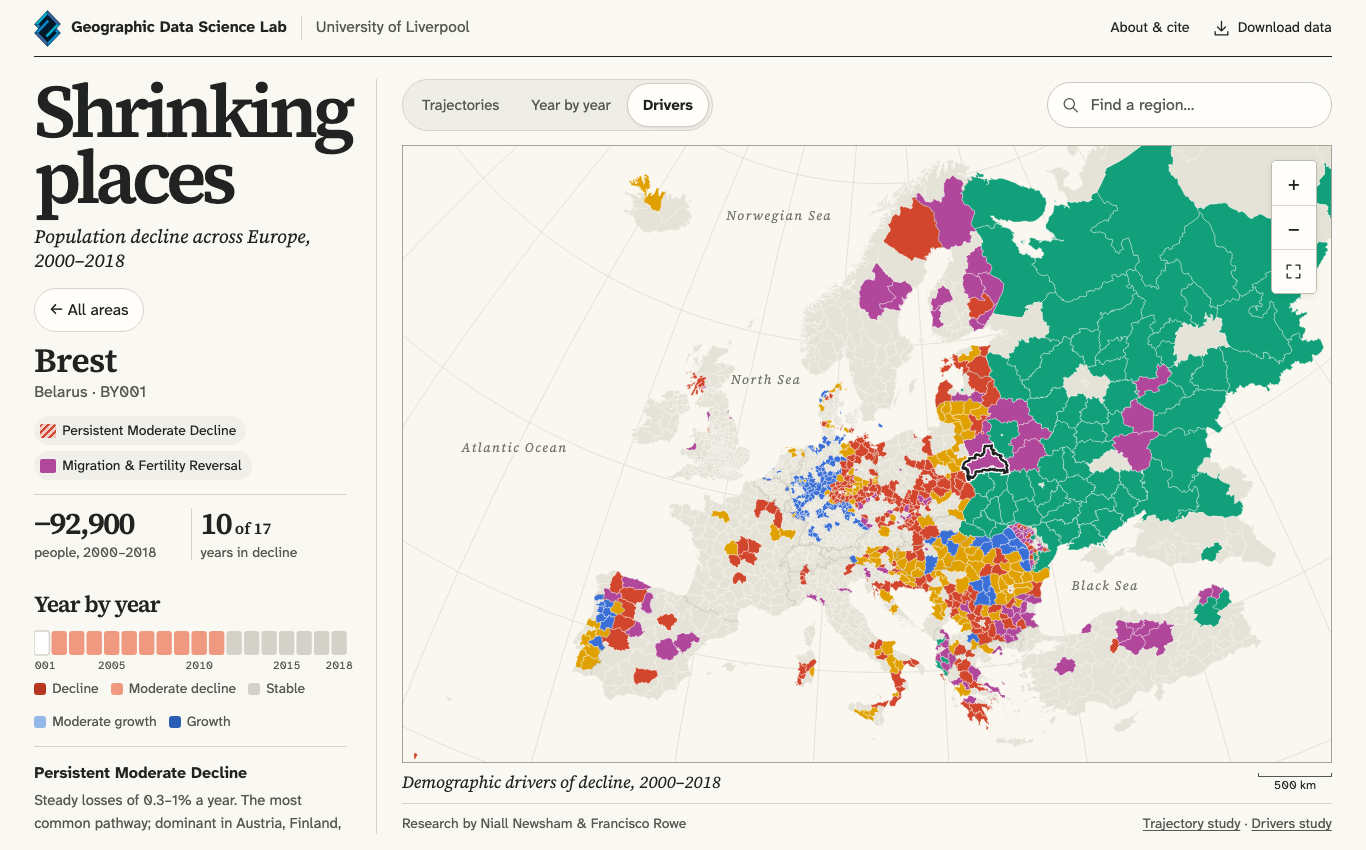 Geographic Data Science Lab
University of Liverpool
About & cite
Download data
Shrinking
places
Population decline across Europe,
2000–2018
← All areas
Brest
Belarus · BY001
Persistent Moderate Decline
Migration & Fertility Reversal
−92,900
people, 2000–2018
10 of 17
years in decline
Year by year
001 2005 2010 2015 2018
Decline
Moderate decline
Stable
Moderate growth
Growth
Persistent Moderate Decline
Steady losses of 0.3–1% a year. The most
common pathway; dominant in Austria, Finland,
Trajectories
Year by year
Drivers
Find a region...
+
−
Norwegian Sea
North Sea
Atlantic Ocean
Black Sea
Demographic drivers of decline, 2000–2018
500 km
Research by Niall Newsham & Francisco Rowe
Trajectory study · Drivers study